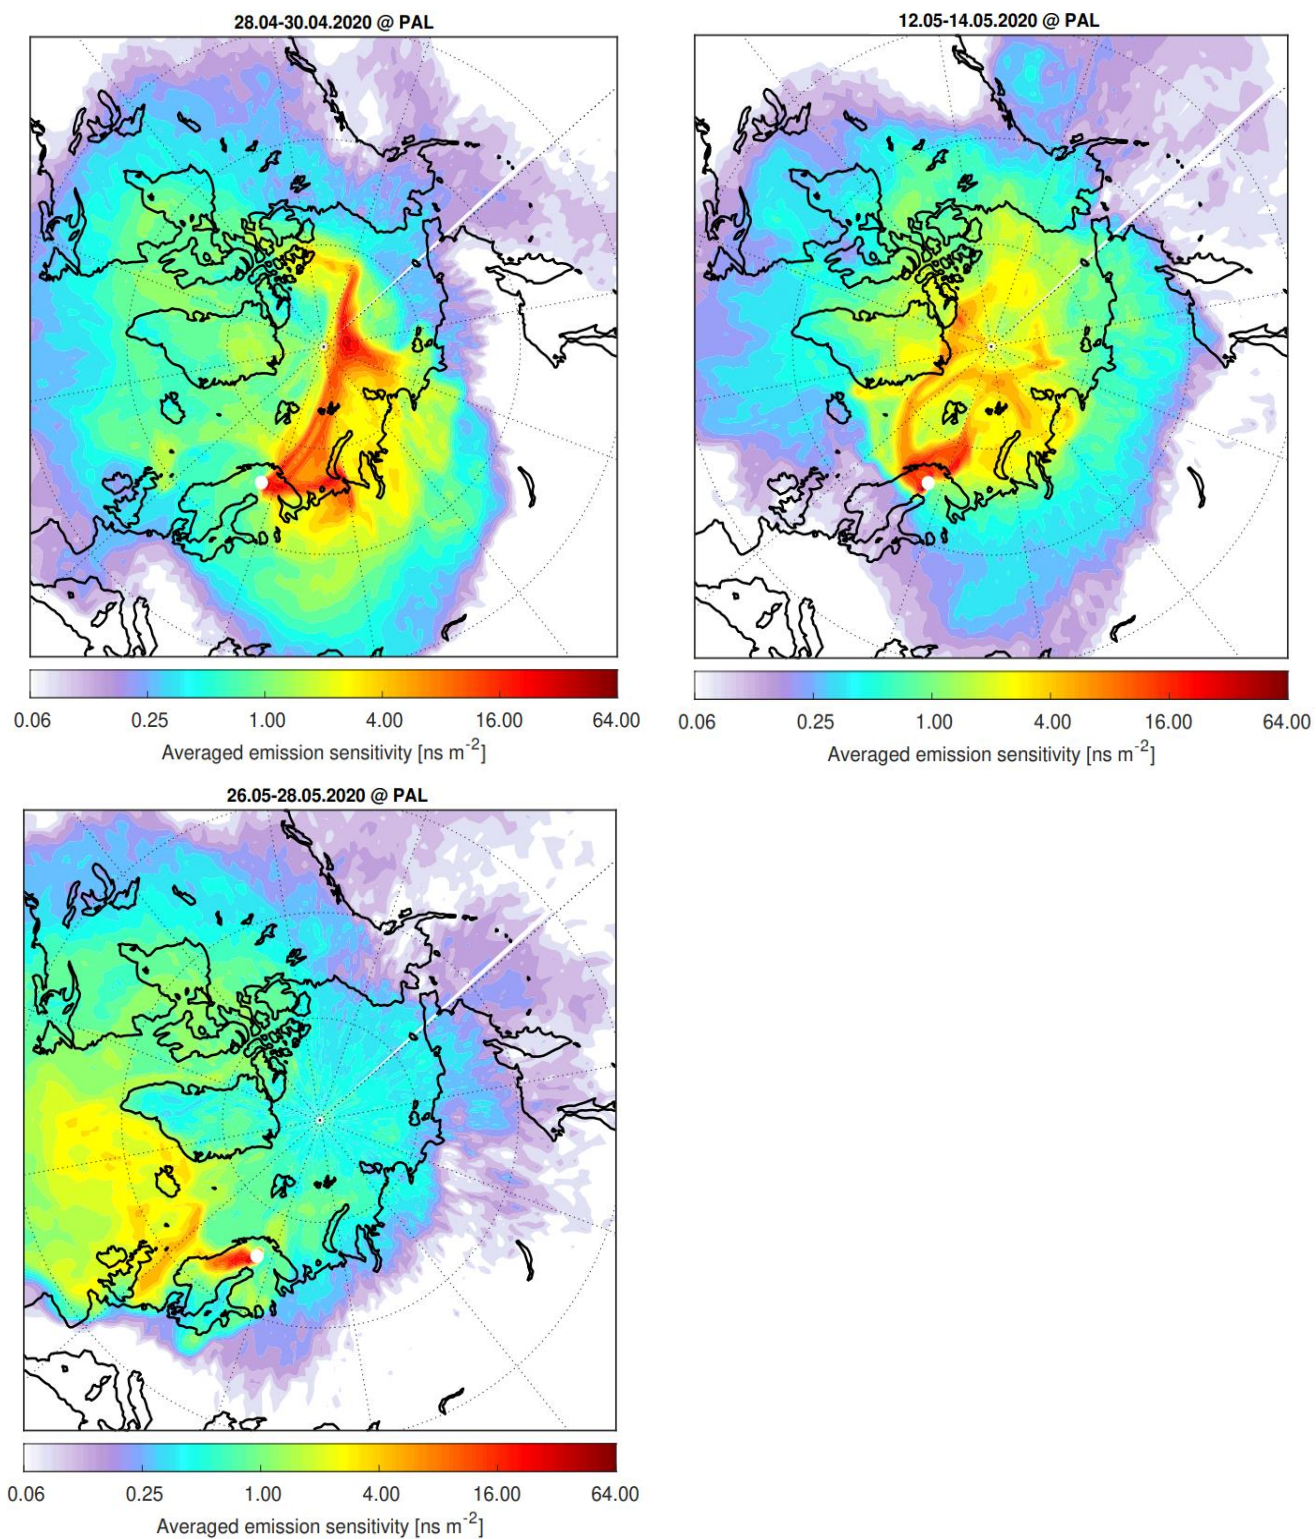 28.04-30.04.2020 @ PAL
12.05-14.05.2020 @ PAL
0.06 0.25 1.00 4.00 16.00 64.00
Averaged emission sensitivity [ns m⁻²]
0.06 0.25 1.00 4.00 16.00 64.00
Averaged emission sensitivity [ns m⁻²]
26.05-28.05.2020 @ PAL
0.06 0.25 1.00 4.00 16.00 64.00
Averaged emission sensitivity [ns m⁻²]